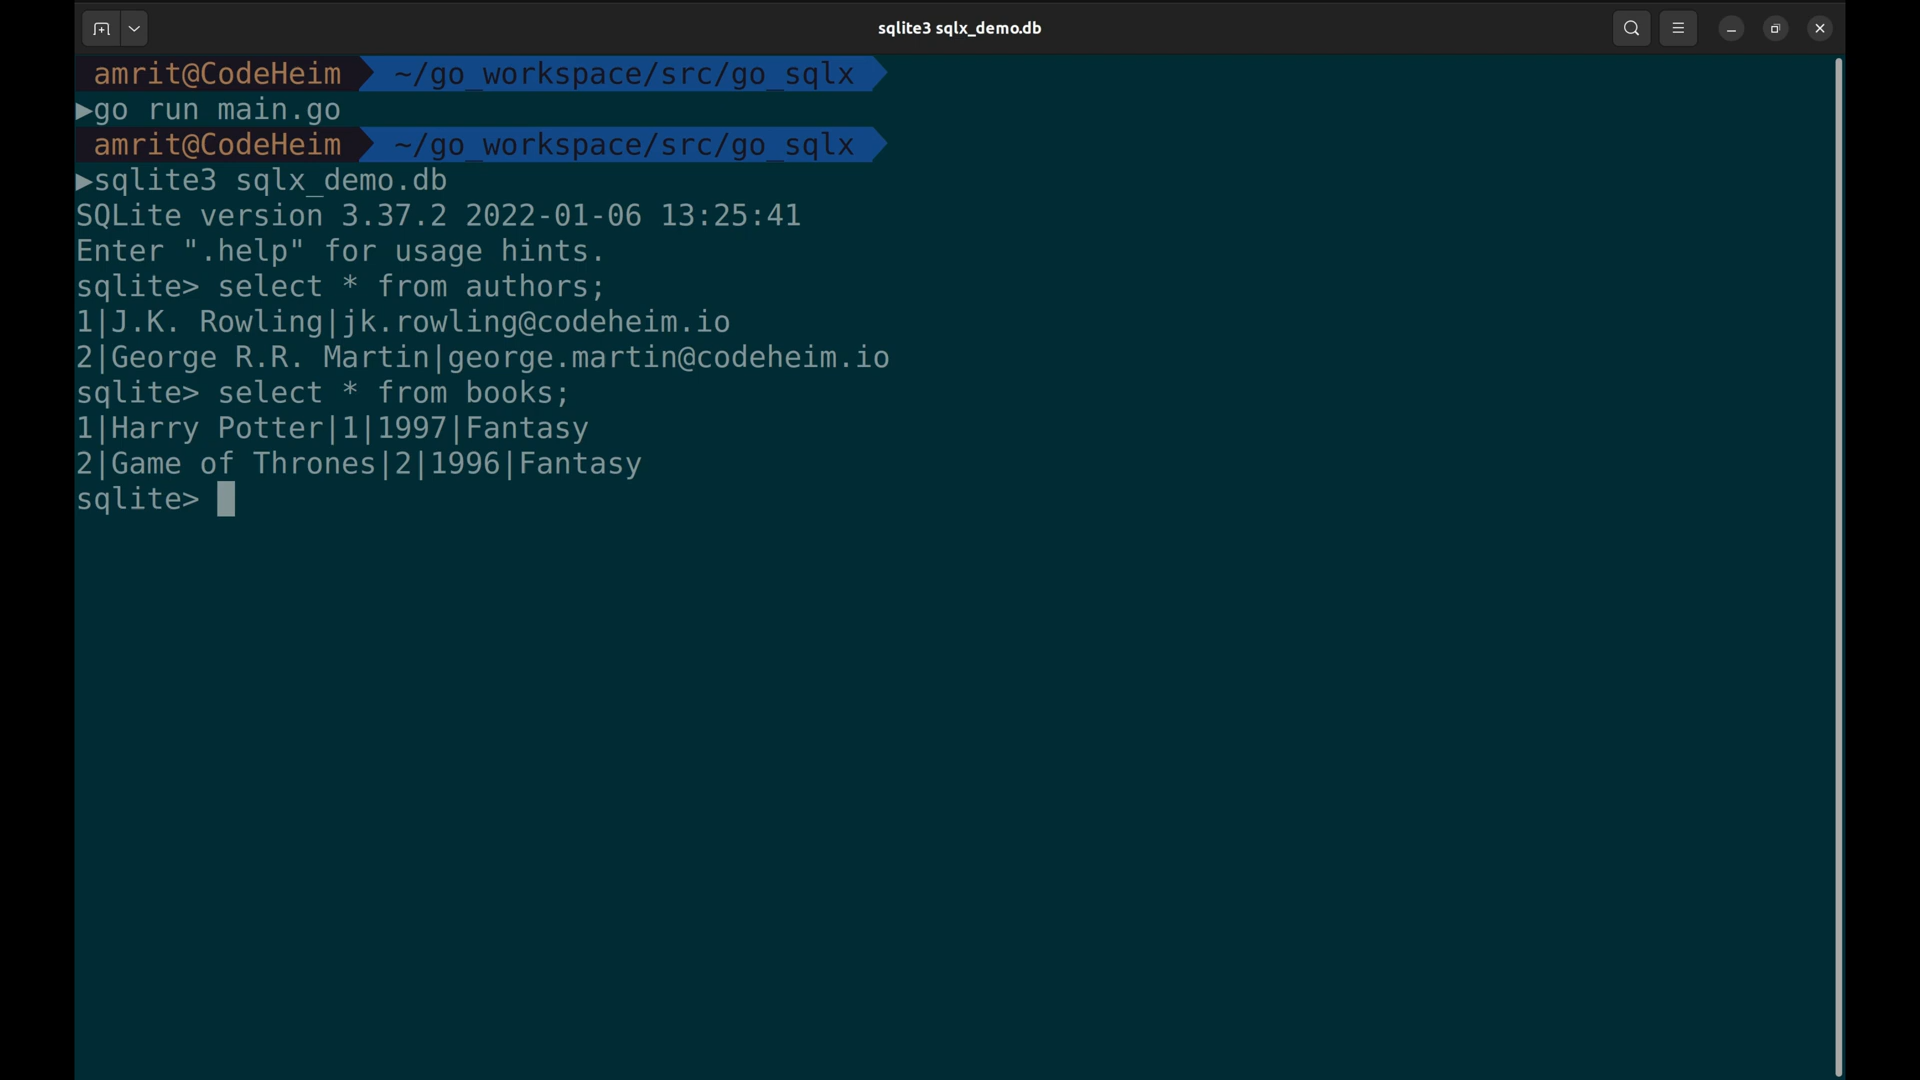 sqlite3 sqlx_demo.db
amrit@CodeHeim ~/go_workspace/src/go_sqlx
▶go run main.go
amrit@CodeHeim ~/go_workspace/src/go_sqlx
▶sqlite3 sqlx_demo.db
SQLite version 3.37.2 2022-01-06 13:25:41
Enter ".help" for usage hints.
sqlite> select * from authors;
1|J.K. Rowling|jk.rowling@codeheim.io
2|George R.R. Martin|george.martin@codeheim.io
sqlite> select * from books;
1|Harry Potter|1|1997|Fantasy
2|Game of Thrones|2|1996|Fantasy
sqlite>